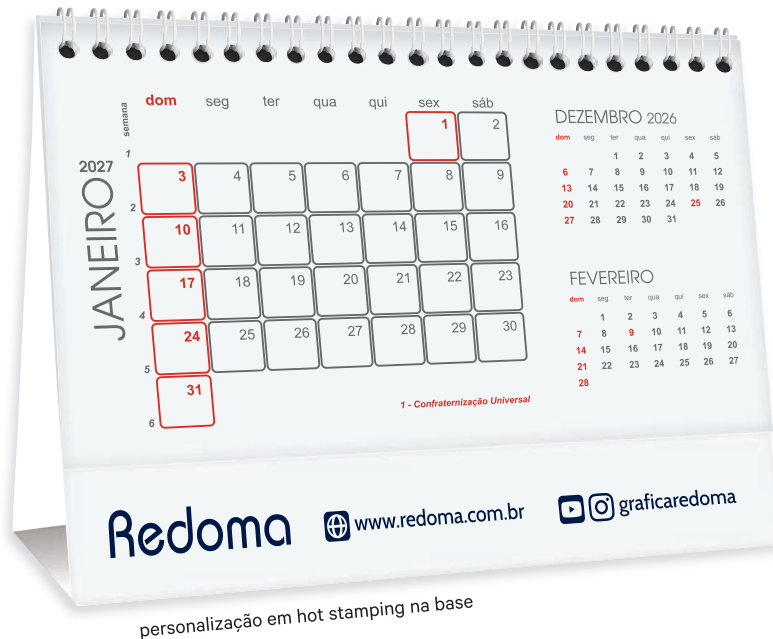 semana
dom seg ter qua qui sex sáb
1 1 2
2027
JANEIRO
2 3 4 5 6 7 8 9
3 10 11 12 13 14 15 16
4 17 18 19 20 21 22 23
5 24 25 26 27 28 29 30
6 31
1 - Confraternização Universal
DEZEMBRO 2026
dom seg ter qua qui sex sáb
1 2 3 4 5
6 7 8 9 10 11 12
13 14 15 16 17 18 19
20 21 22 23 24 25 26
27 28 29 30 31
FEVEREIRO
dom seg ter qua qui sex sáb
1 2 3 4 5 6
7 8 9 10 11 12 13
14 15 16 17 18 19 20
21 22 23 24 25 26 27
28
Redoma
www.redoma.com.br
graficaredoma
personalização em hot stamping na base